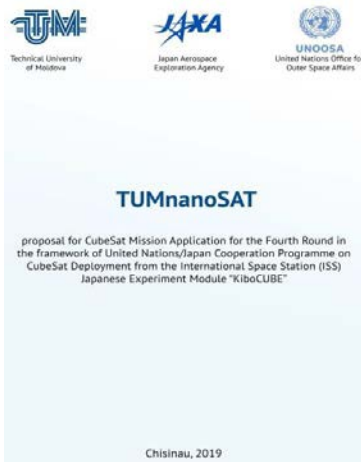 TUM
Technical University
of Moldova
JAXA
Japan Aerospace
Exploration Agency
UNOOSA
United Nations Office fo
Outer Space Affairs
TUMnanoSAT
proposal for CubeSat Mission Application for the Fourth Round in
the framework of United Nations/Japan Cooperation Programme on
CubeSat Deployment from the International Space Station (ISS)
Japanese Experiment Module "KiboCUBE"
Chisinau, 2019